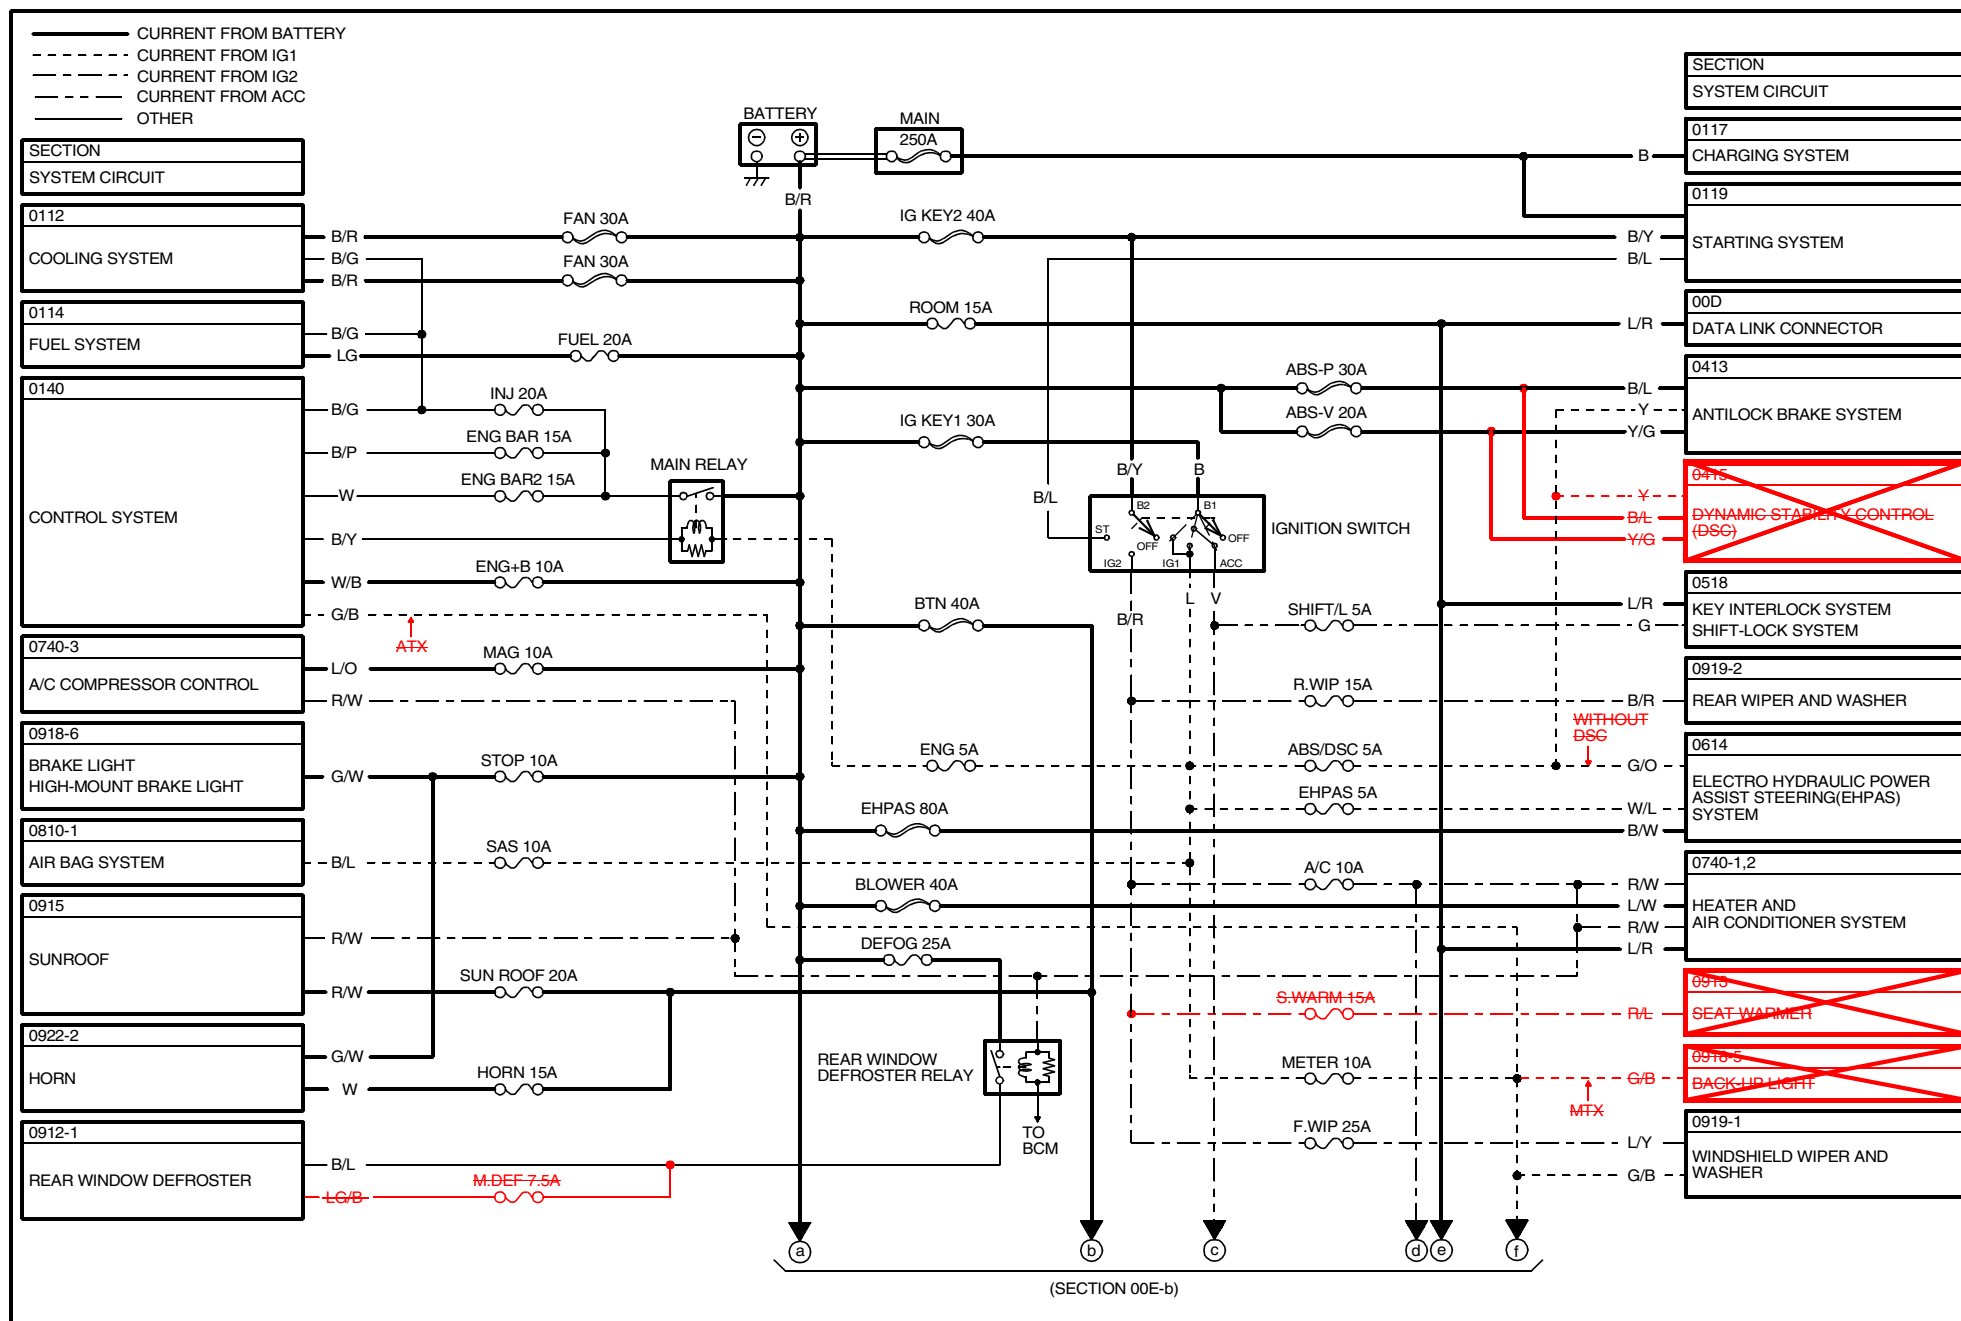 CURRENT FROM BATTERY
CURRENT FROM IG1
CURRENT FROM IG2
CURRENT FROM ACC
OTHER
SECTION
SYSTEM CIRCUIT
0112
COOLING SYSTEM
B/R
B/G
B/R
FAN 30A
FAN 30A
0114
FUEL SYSTEM
B/G
LG
FUEL 20A
0140
CONTROL SYSTEM
B/G
B/P
W
B/Y
W/B
G/B
INJ 20A
ENG BAR 15A
ENG BAR2 15A
ENG+B 10A
ATX
MAIN RELAY
0740-3
A/C COMPRESSOR CONTROL
L/O
R/W
MAG 10A
0918-6
BRAKE LIGHT
HIGH-MOUNT BRAKE LIGHT
G/W
STOP 10A
0810-1
AIR BAG SYSTEM
B/L
SAS 10A
0915
SUNROOF
R/W
R/W
SUN ROOF 20A
0922-2
HORN
G/W
W
HORN 15A
0912-1
REAR WINDOW DEFROSTER
B/L
LG/B
M.DEF 7.5A
BATTERY
B/R
MAIN
250A
IG KEY2 40A
ROOM 15A
IG KEY1 30A
ABS-P 30A
ABS-V 20A
B/Y
B
B/L
B2
B1
ST
OFF
OFF
IG2
IG1
ACC
IGNITION SWITCH
B/R
L
V
BTN 40A
SHIFT/L 5A
R.WIP 15A
ENG 5A
ABS/DSC 5A
EHPAS 5A
EHPAS 80A
A/C 10A
BLOWER 40A
DEFOG 25A
S.WARM 15A
METER 10A
F.WIP 25A
REAR WINDOW
DEFROSTER RELAY
TO
BCM
SECTION
SYSTEM CIRCUIT
0117
CHARGING SYSTEM
B
0119
STARTING SYSTEM
B/Y
B/L
00D
DATA LINK CONNECTOR
L/R
0413
ANTILOCK BRAKE SYSTEM
B/L
Y
Y/G
0415
DYNAMIC STABILITY CONTROL
(DSC)
Y
B/L
Y/G
0518
KEY INTERLOCK SYSTEM
SHIFT-LOCK SYSTEM
L/R
G
0919-2
REAR WIPER AND WASHER
B/R
WITHOUT
DSC
0614
ELECTRO HYDRAULIC POWER
ASSIST STEERING(EHPAS)
SYSTEM
G/O
W/L
B/W
0740-1,2
HEATER AND
AIR CONDITIONER SYSTEM
R/W
L/W
R/W
L/R
0913
SEAT WARMER
R/L
0918-5
BACK-UP LIGHT
G/B
MTX
0919-1
WINDSHIELD WIPER AND
WASHER
L/Y
G/B
a
b
c
d
e
f
(SECTION 00E-b)